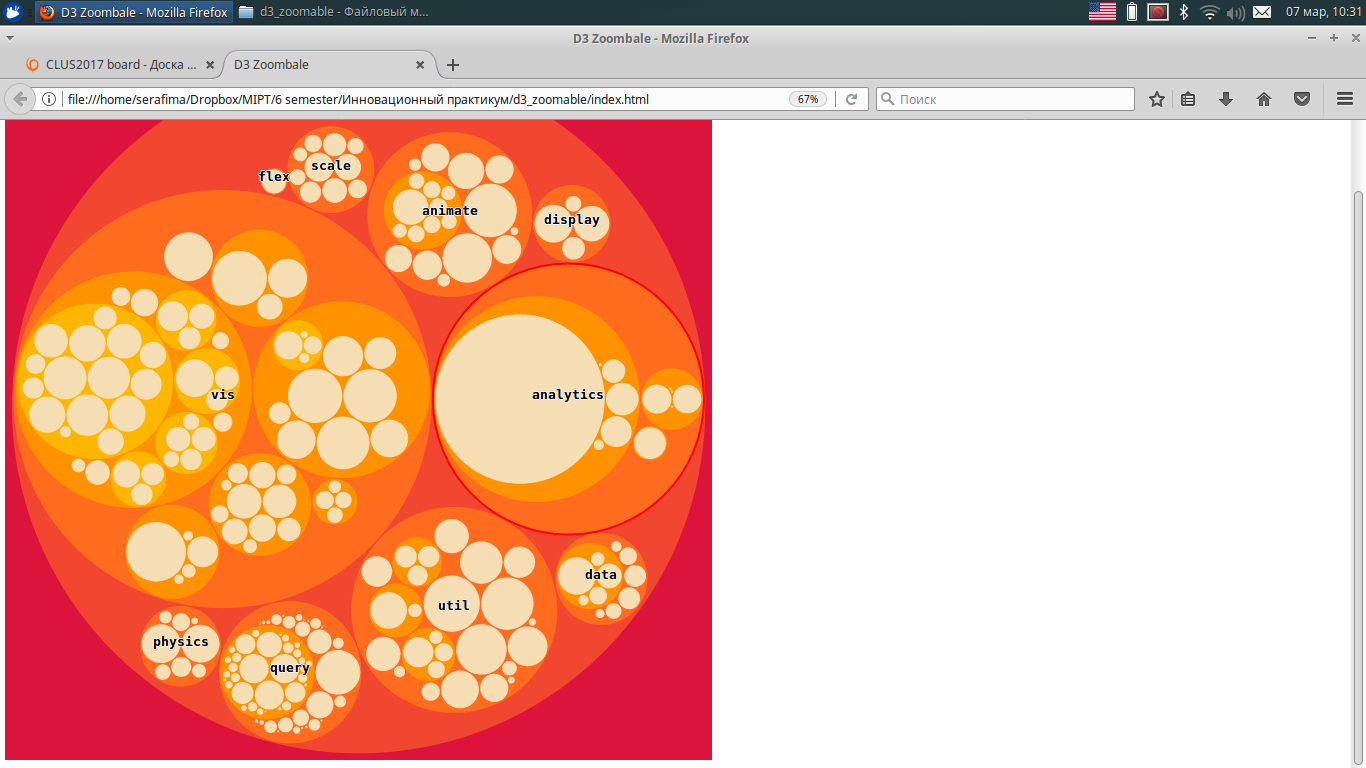 D3 Zoombale - Mozilla Firefox
d3_zoomable - Файловый м...
07 мар, 10:31
D3 Zoombale - Mozilla Firefox
CLUS2017 board - Доска ...
D3 Zoombale
file:///home/serafima/Dropbox/MIPT/6 semester/Инновационный практикум/d3_zoomable/index.html
67%
Поиск
scale
flex
animate
display
vis
analytics
data
util
physics
query